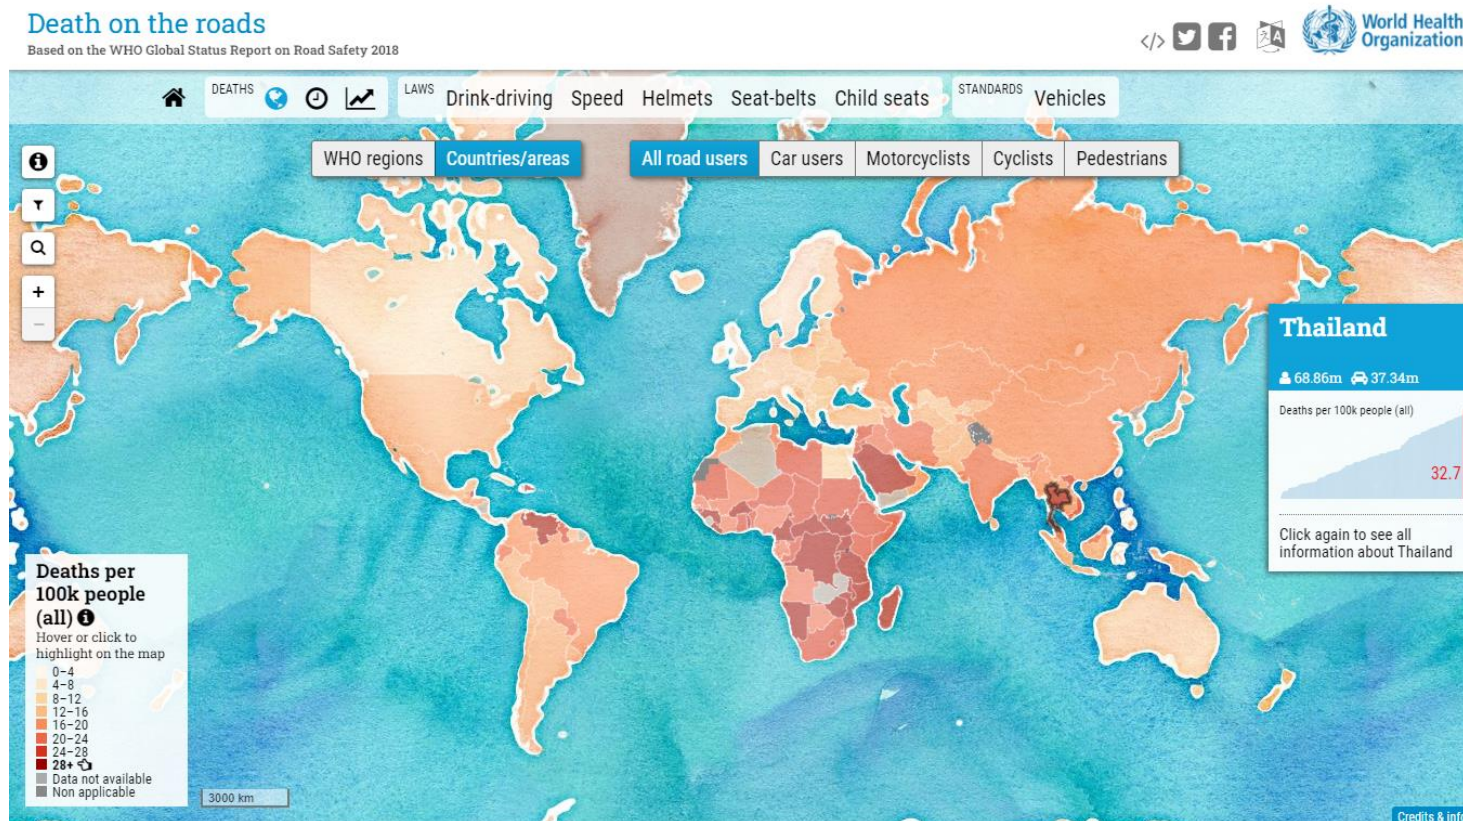 Death on the roads
Based on the WHO Global Status Report on Road Safety 2018
World Health
Organization
DEATHS
LAWS
Drink-driving
Speed
Helmets
Seat-belts
Child seats
STANDARDS
Vehicles
WHO regions
Countries/areas
All road users
Car users
Motorcyclists
Cyclists
Pedestrians
+
−
Thailand
68.86m 37.34m
Deaths per 100k people (all)
32.7
Click again to see all
information about Thailand
Deaths per
100k people
(all)
Hover or click to
highlight on the map
0–4
4–8
8–12
12–16
16–20
20–24
24–28
28+
Data not available
Non applicable
3000 km
Credits & info